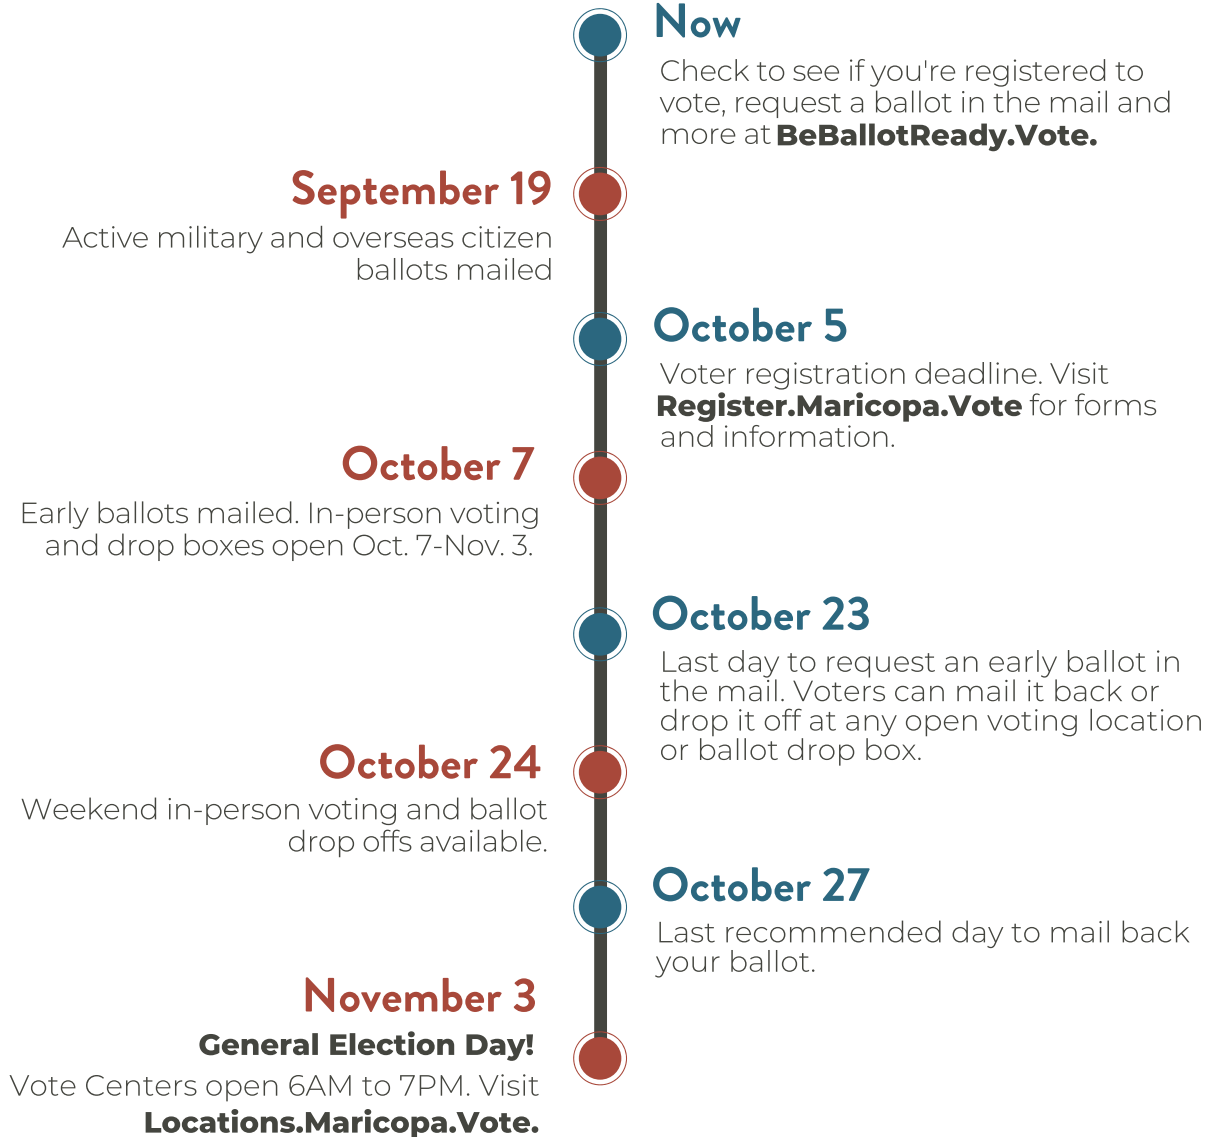 Now
Check to see if you're registered to
vote, request a ballot in the mail and
more at BeBallotReady.Vote.
September 19
Active military and overseas citizen
ballots mailed
October 5
Voter registration deadline. Visit
Register.Maricopa.Vote for forms
and information.
October 7
Early ballots mailed. In-person voting
and drop boxes open Oct. 7-Nov. 3.
October 23
Last day to request an early ballot in
the mail. Voters can mail it back or
drop it off at any open voting location
or ballot drop box.
October 24
Weekend in-person voting and ballot
drop offs available.
October 27
Last recommended day to mail back
your ballot.
November 3
General Election Day!
Vote Centers open 6AM to 7PM. Visit
Locations.Maricopa.Vote.